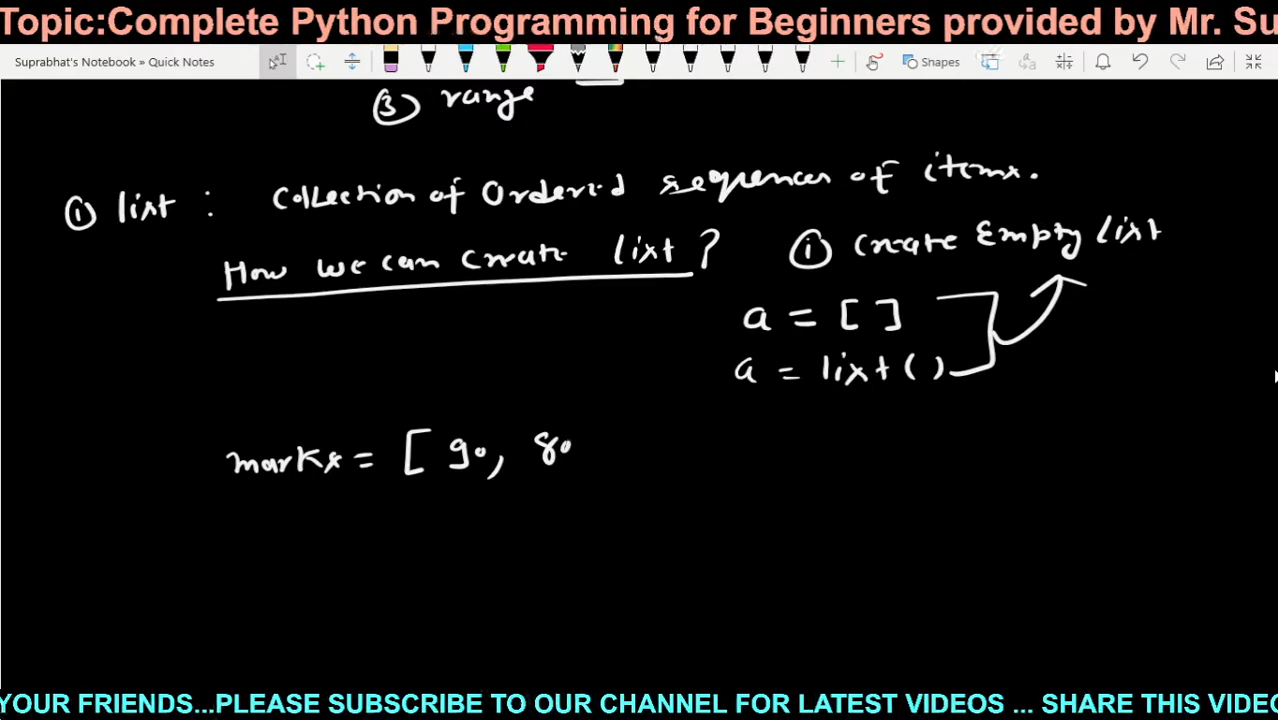 Topic:Complete Python Programming for Beginners provided by Mr. Su
Suprabhat's Notebook » Quick Notes
Shapes
③ range
① list : Collection of Ordered sequences of items.
How we can create list ?
① Create Empty list
a = [ ]
a = list ( )
marks = [ 90, 80
YOUR FRIENDS...PLEASE SUBSCRIBE TO OUR CHANNEL FOR LATEST VIDEOS ... SHARE THIS VIDEO